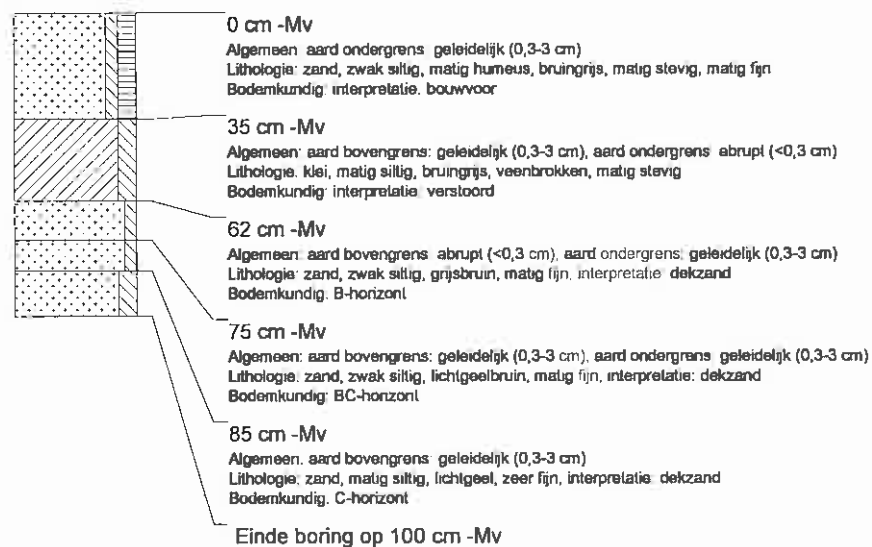 0 cm -Mv
Algemeen: aard ondergrens: geleidelijk (0,3-3 cm)
Lithologie: zand, zwak siltig, matig humeus, bruingrijs, matig stevig, matig fijn
Bodemkundig: interpretatie: bouwvoor
35 cm -Mv
Algemeen: aard bovengrens: geleidelijk (0,3-3 cm), aard ondergrens: abrupt (<0,3 cm)
Lithologie: klei, matig siltig, bruingrijs, veenbrokken, matig stevig
Bodemkundig: interpretatie: verstoord
62 cm -Mv
Algemeen: aard bovengrens: abrupt (<0,3 cm), aard ondergrens: geleidelijk (0,3-3 cm)
Lithologie: zand, zwak siltig, grijsbruin, matig fijn, interpretatie: dekzand
Bodemkundig: B-horizont
75 cm -Mv
Algemeen: aard bovengrens: geleidelijk (0,3-3 cm), aard ondergrens: geleidelijk (0,3-3 cm)
Lithologie: zand, zwak siltig, lichtgeelbruin, matig fijn, interpretatie: dekzand
Bodemkundig: BC-horizont
85 cm -Mv
Algemeen: aard bovengrens: geleidelijk (0,3-3 cm)
Lithologie: zand, matig siltig, lichtgeel, zeer fijn, interpretatie: dekzand
Bodemkundig: C-horizont
Einde boring op 100 cm -Mv